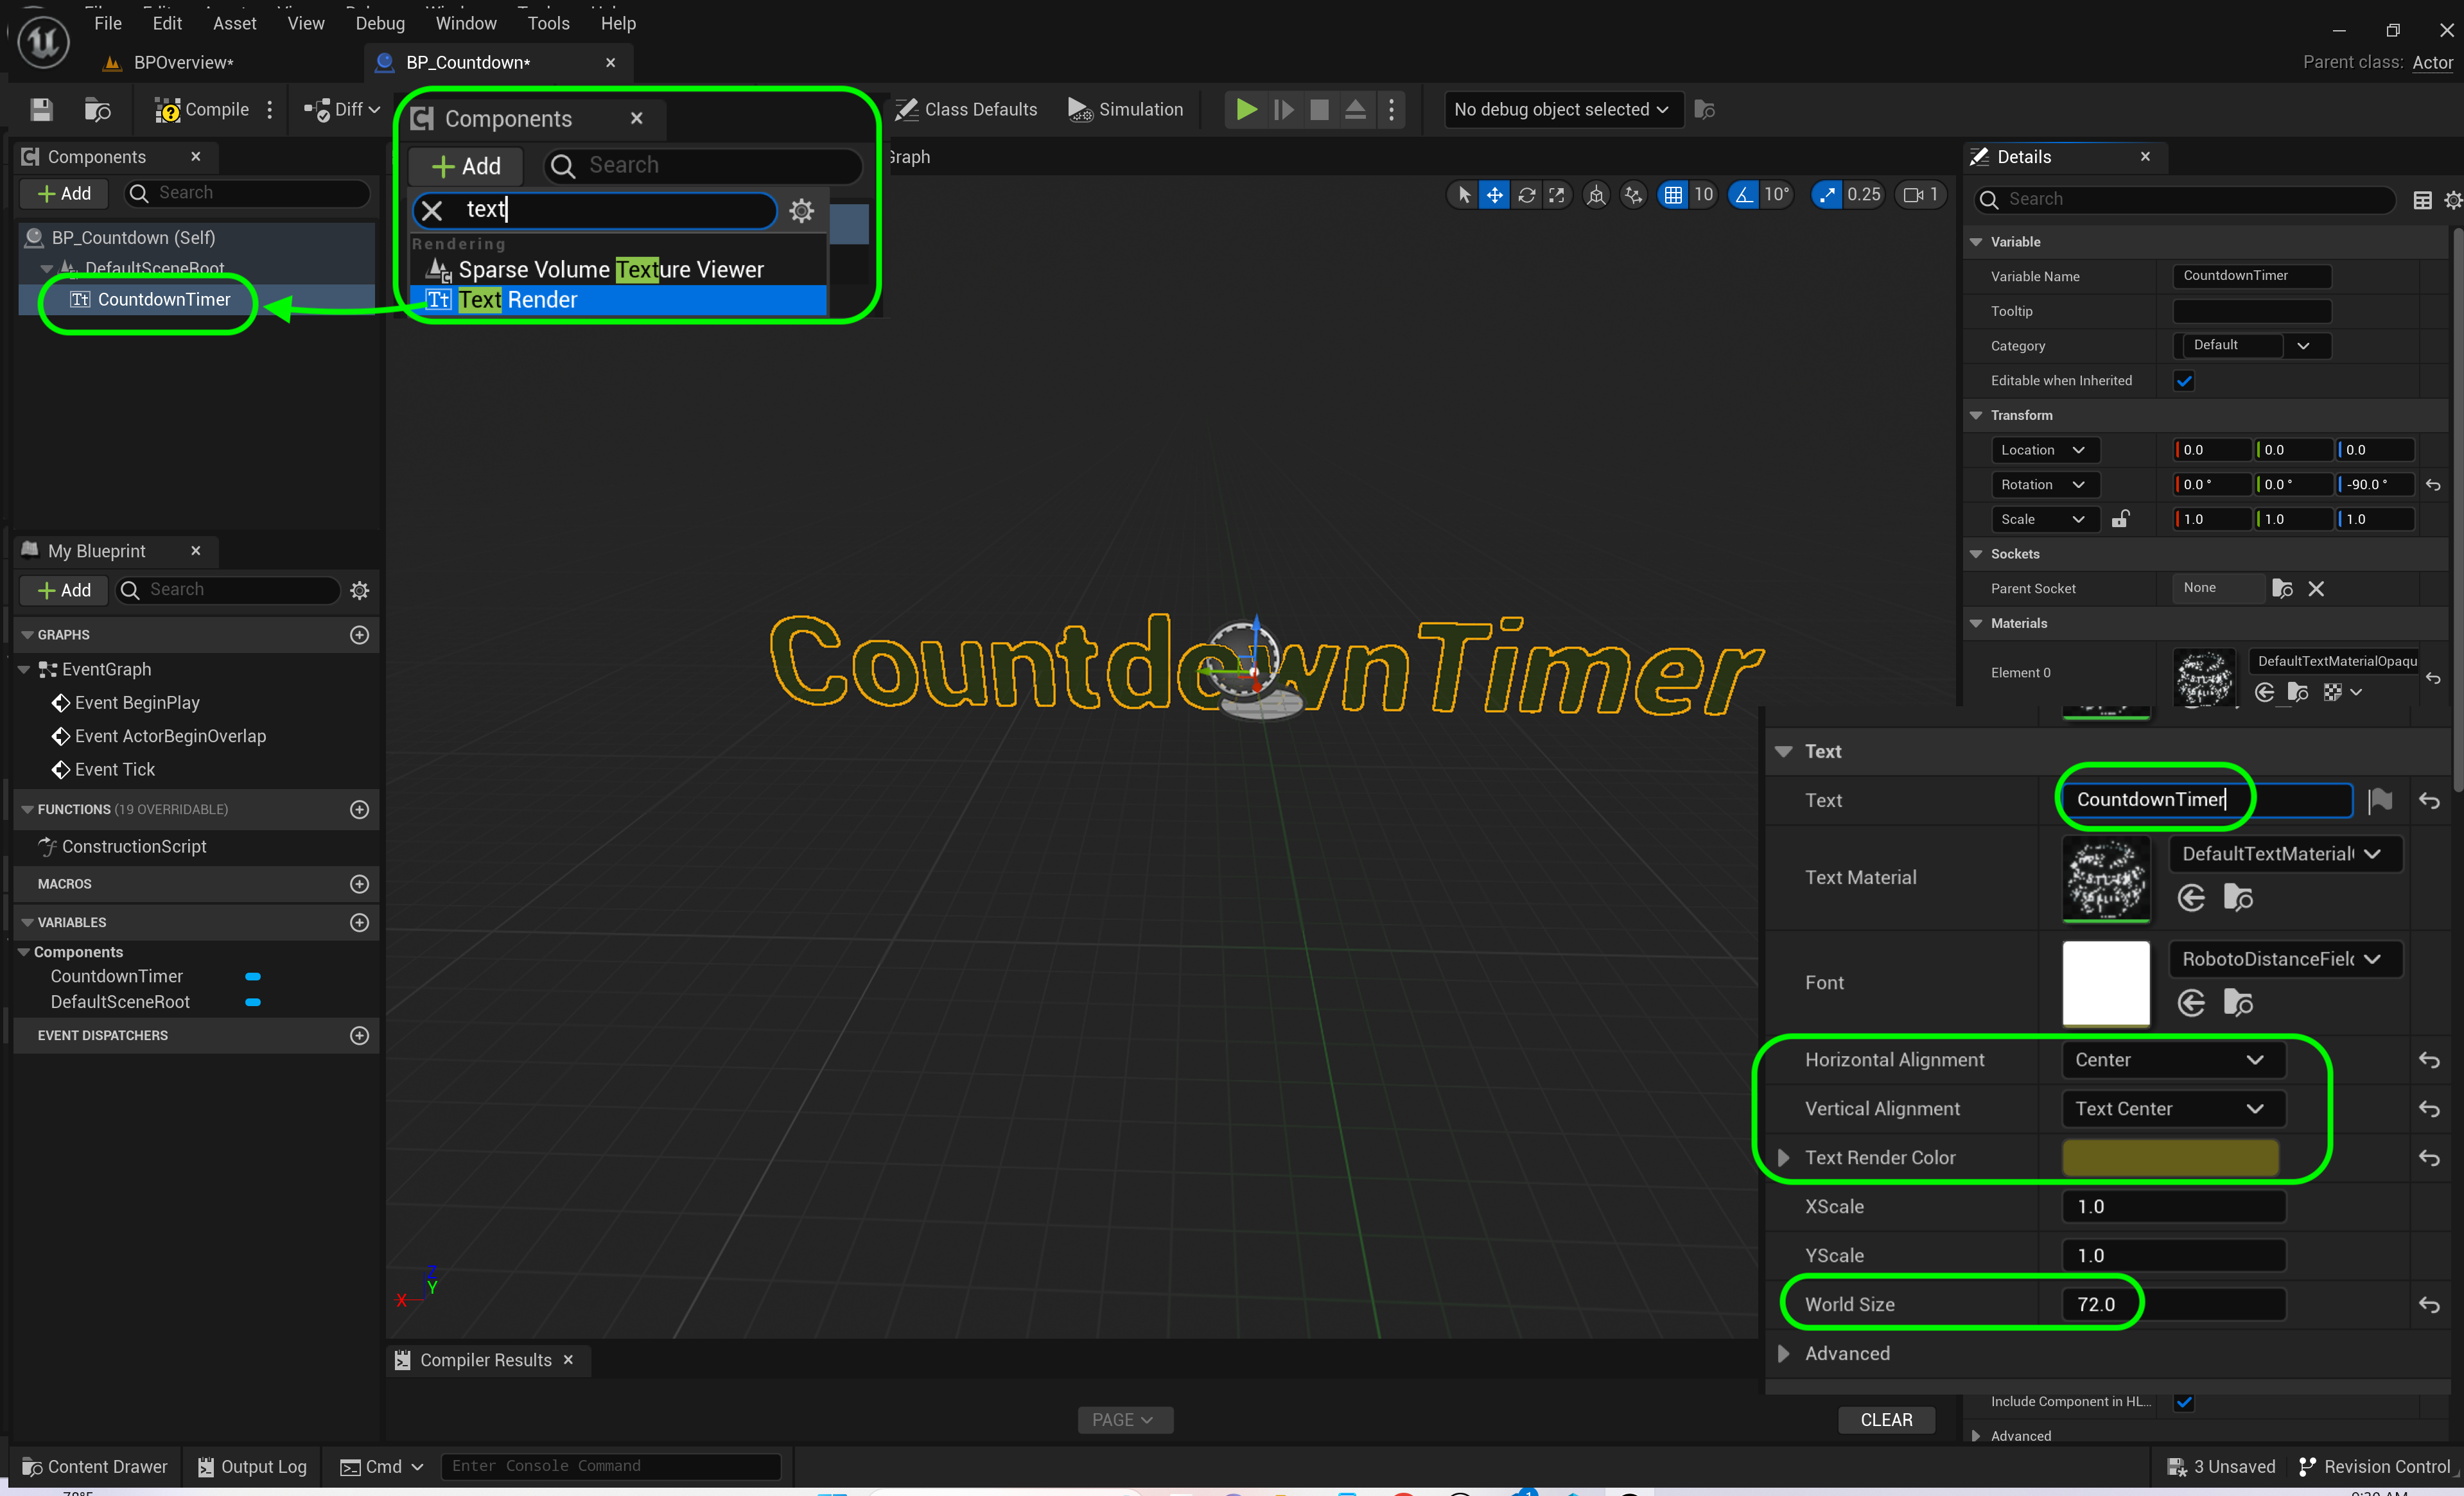 File Edit Asset View Debug Window Tools Help
BPOverview*
BP_Countdown*
Parent class: Actor
Compile
Diff
Class Defaults
Simulation
No debug object selected
Components
+ Add
Search
text
Rendering
Sparse Volume Texture Viewer
Text Render
Components
+ Add
Search
BP_Countdown (Self)
DefaultSceneRoot
CountdownTimer
10
10°
0.25
1
CountdownTimer
X
Z
Y
My Blueprint
+ Add
Search
GRAPHS
EventGraph
Event BeginPlay
Event ActorBeginOverlap
Event Tick
FUNCTIONS (19 OVERRIDABLE)
ConstructionScript
MACROS
VARIABLES
Components
CountdownTimer
DefaultSceneRoot
EVENT DISPATCHERS
Details
Search
Variable
Variable Name CountdownTimer
Tooltip
Category Default
Editable when Inherited
Transform
Location 0.0 0.0 0.0
Rotation 0.0 ° 0.0 ° -90.0 °
Scale 1.0 1.0 1.0
Sockets
Parent Socket None
Materials
Element 0 DefaultTextMaterialOpaqu
Text
Text CountdownTimer
Text Material DefaultTextMaterial
Font RobotoDistanceField
Horizontal Alignment Center
Vertical Alignment Text Center
Text Render Color
XScale 1.0
YScale 1.0
World Size 72.0
Advanced
Include Component in HL...
Advanced
Compiler Results
PAGE
CLEAR
Content Drawer
Output Log
Cmd
Enter Console Command
3 Unsaved
Revision Control